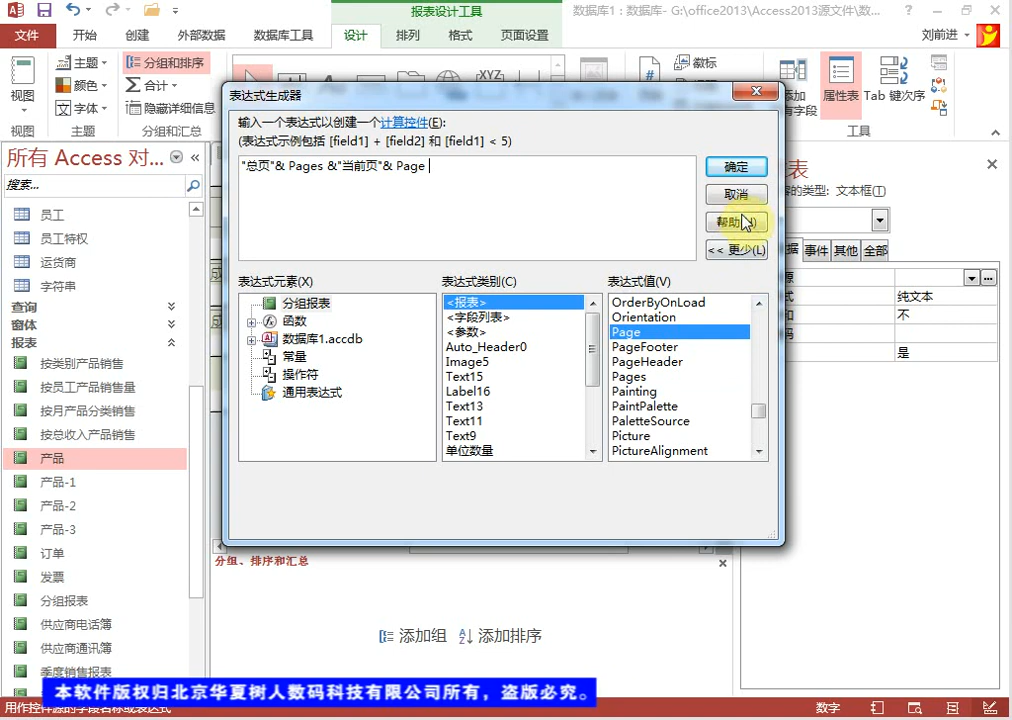 报表设计工具
数据库1 : 数据库- G:\office2013\Access2013源文件\数...
文件
开始
创建
外部数据
数据库工具
设计
排列
格式
页面设置
刘前进
视图
主题
颜色
字体
分组和排序
合计
隐藏详细信息
徽标
属性表
Tab 键次序
视图
主题
分组和汇总
工具
所有 Access 对...
搜索...
员工
员工特权
运货商
字符串
查询
窗体
报表
按类别产品销售
按员工产品销售量
按月产品分类销售
按总收入产品销售
产品
产品-1
产品-2
产品-3
订单
发票
分组报表
供应商电话簿
供应商通讯簿
季度销售报表
表达式生成器
输入一个表达式以创建一个计算控件(E):
(表达式示例包括 [field1] + [field2] 和 [field1] < 5)
"总页"& Pages &"当前页"& Page
确定
取消
帮助(H)
<< 更少(L)
表达式元素(X)
表达式类别(C)
表达式值(V)
分组报表
函数
数据库1.accdb
常量
操作符
通用表达式
<报表>
<字段列表>
<参数>
Auto_Header0
Image5
Text15
Label16
Text13
Text11
Text9
单位数量
OrderByOnLoad
Orientation
Page
PageFooter
PageHeader
Pages
Painting
PaintPalette
PaletteSource
Picture
PictureAlignment
文本框(T)
事件
其他
全部
纯文本
不
是
分组、排序和汇总
添加组
添加排序
本软件版权归北京华夏树人数码科技有限公司所有，盗版必究。
用作控件源的字段名称或表达式
数字